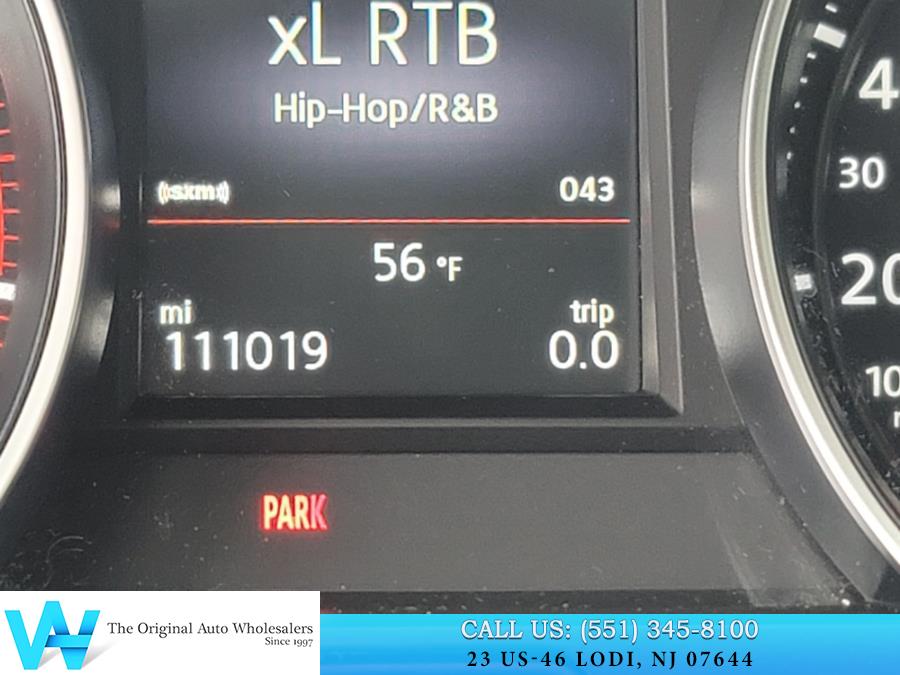 xL RTB
Hip-Hop/R&B
((sxm)) 043
56 °F
mi trip
111019 0.0
PARK
4
30
20
10
The Original Auto Wholesalers
Since 1997
CALL US: (551) 345-8100
23 US-46 LODI, NJ 07644